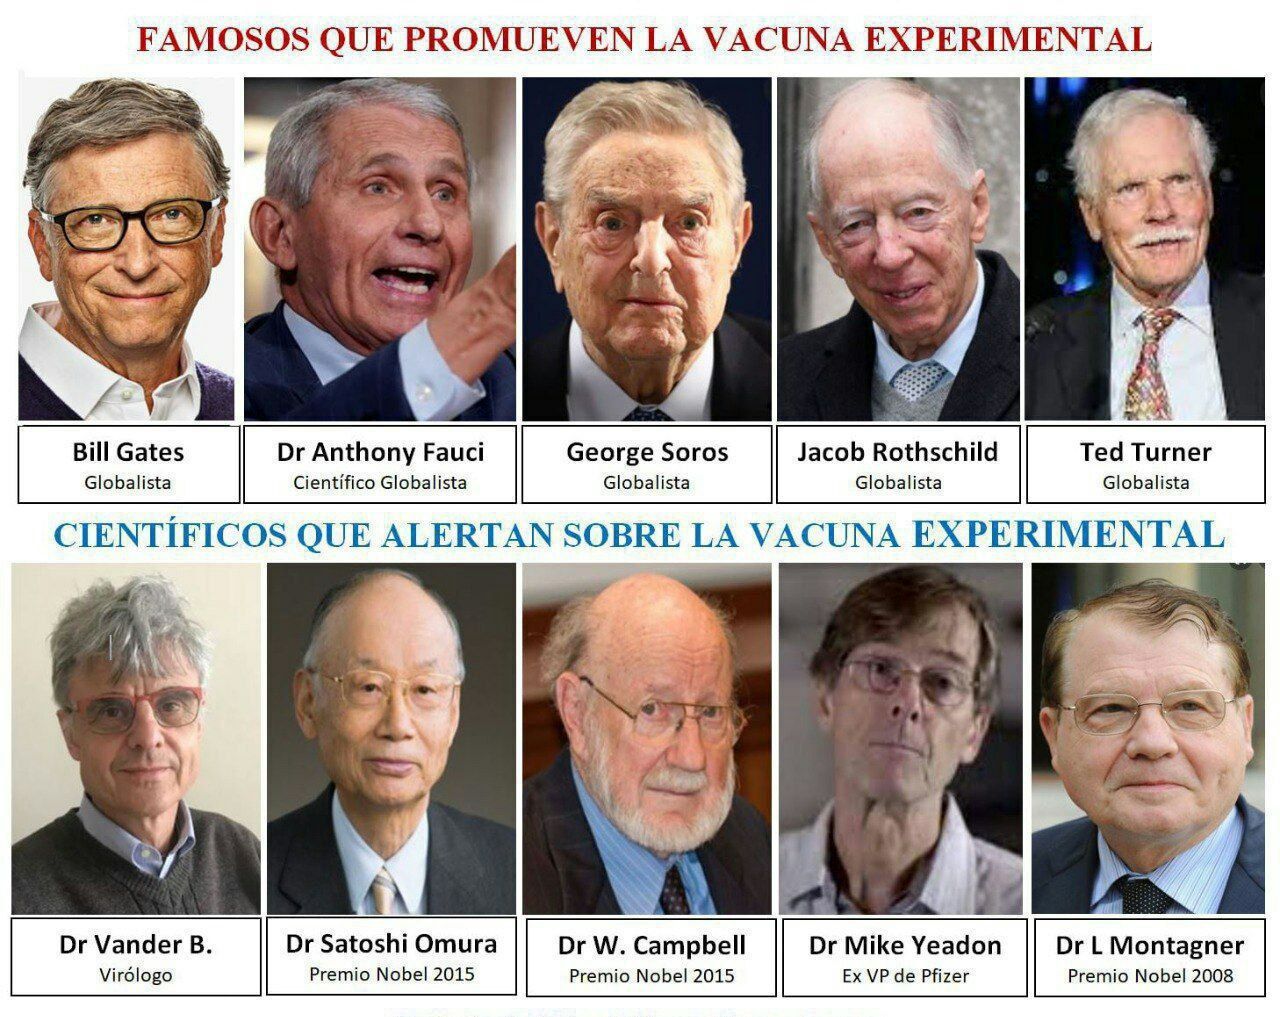 FAMOSOS QUE PROMUEVEN LA VACUNA EXPERIMENTAL
Bill Gates
Globalista
Dr Anthony Fauci
Científico Globalista
George Soros
Globalista
Jacob Rothschild
Globalista
Ted Turner
Globalista
CIENTÍFICOS QUE ALERTAN SOBRE LA VACUNA EXPERIMENTAL
Dr Vander B.
Virólogo
Dr Satoshi Omura
Premio Nobel 2015
Dr W. Campbell
Premio Nobel 2015
Dr Mike Yeadon
Ex VP de Pfizer
Dr L Montagner
Premio Nobel 2008